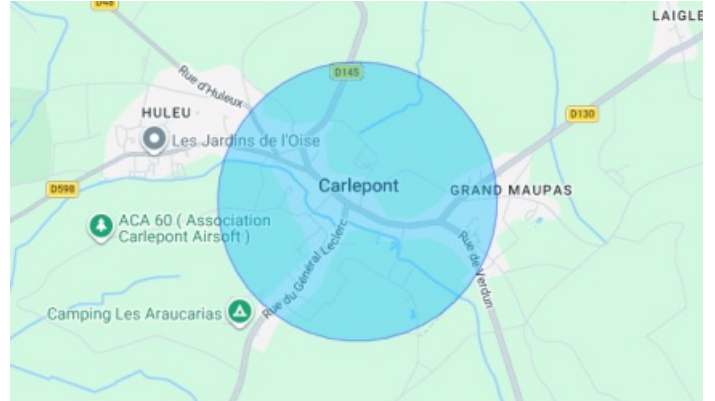 D48
LAIGLE
Rue d'Huleux
D145
HULEU
Les Jardins de l'Oise
D130
D598
Carlepont
GRAND MAUPAS
ACA 60 ( Association
Carlepont Airsoft )
Rue du Général Leclerc
Rue de Verdun
Camping Les Araucarias